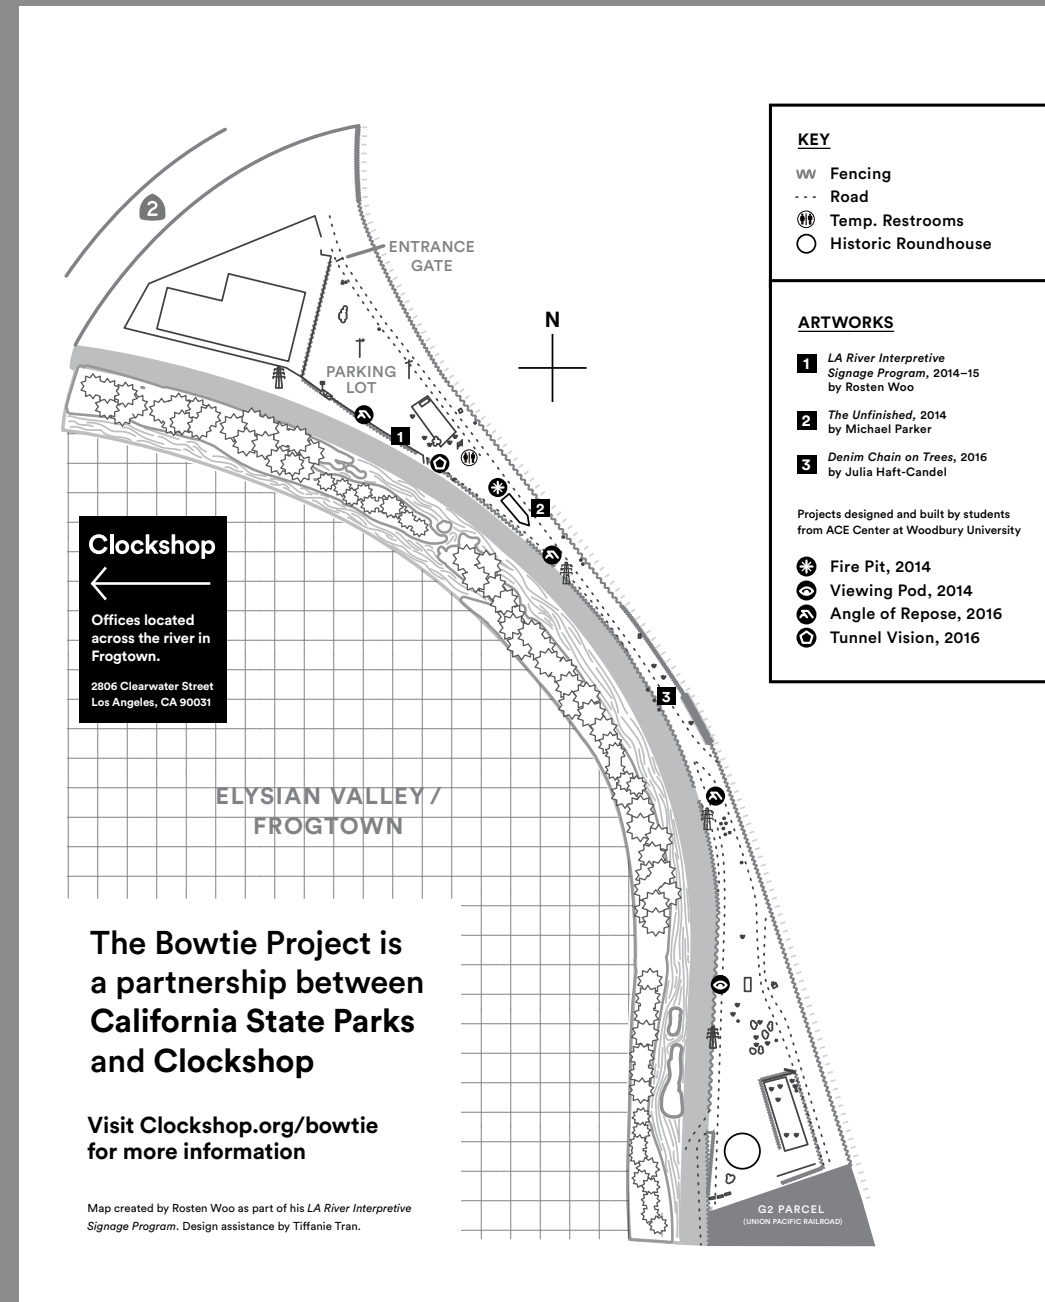 2
ENTRANCE
GATE
N
PARKING
LOT
1
2
3
KEY
Fencing
Road
Temp. Restrooms
Historic Roundhouse
ARTWORKS
1
LA River Interpretive
Signage Program, 2014–15
by Rosten Woo
2
The Unfinished, 2014
by Michael Parker
3
Denim Chain on Trees, 2016
by Julia Haft-Candel
Projects designed and built by students
from ACE Center at Woodbury University
Fire Pit, 2014
Viewing Pod, 2014
Angle of Repose, 2016
Tunnel Vision, 2016
Clockshop
Offices located
across the river in
Frogtown.
2806 Clearwater Street
Los Angeles, CA 90031
ELYSIAN VALLEY /
FROGTOWN
The Bowtie Project is
a partnership between
California State Parks
and Clockshop
Visit Clockshop.org/bowtie
for more information
Map created by Rosten Woo as part of his LA River Interpretive
Signage Program. Design assistance by Tiffanie Tran.
G2 PARCEL
(UNION PACIFIC RAILROAD)